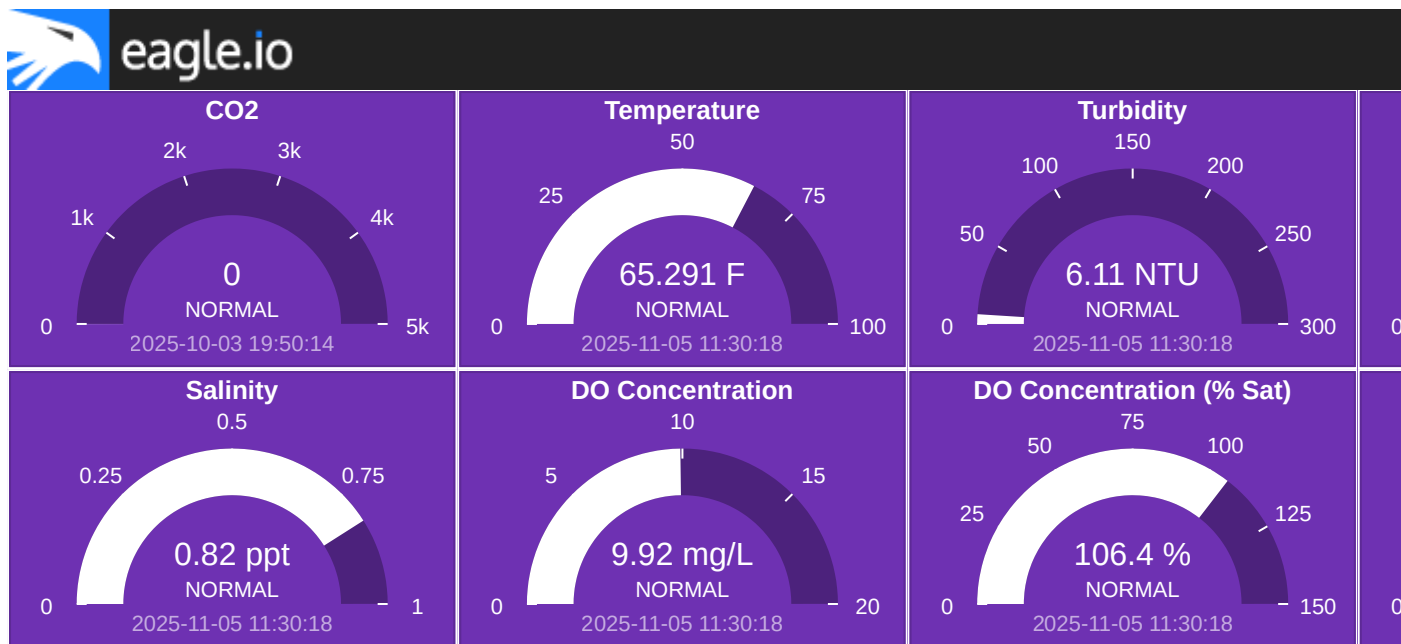 eagle.io
CO2
2k
3k
1k
4k
0
5k
0
NORMAL
2025-10-03 19:50:14
Temperature
50
25
75
0
100
65.291 F
NORMAL
2025-11-05 11:30:18
Turbidity
150
100
200
50
250
0
300
6.11 NTU
NORMAL
2025-11-05 11:30:18
0
Salinity
0.5
0.25
0.75
0
1
0.82 ppt
NORMAL
2025-11-05 11:30:18
DO Concentration
10
5
15
0
20
9.92 mg/L
NORMAL
2025-11-05 11:30:18
DO Concentration (% Sat)
75
50
100
25
125
0
150
106.4 %
NORMAL
2025-11-05 11:30:18
0